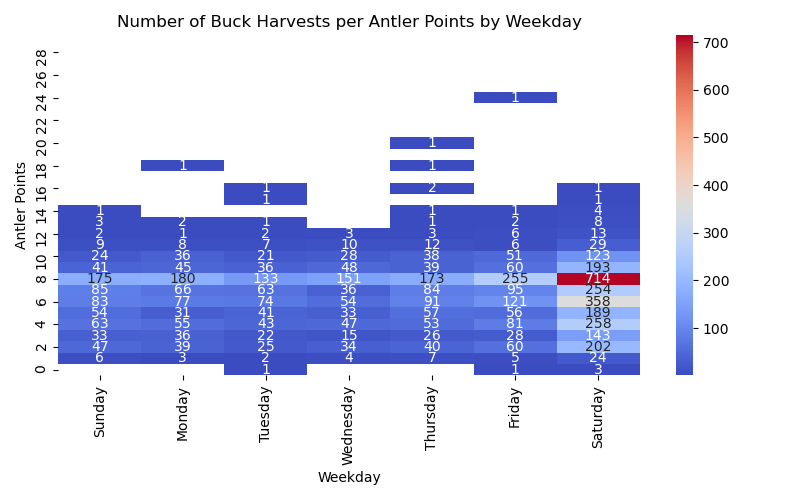 Number of Buck Harvests per Antler Points by Weekday
Antler Points
28
26
24 1
22
20 1
18 1 1
16 1 2 1
1 1
14 1 1 1 4
3 2 1 1 2 8
12 2 1 2 3 3 6 13
9 8 7 10 12 6 29
10 24 36 21 28 38 51 123
41 45 36 48 39 60 193
8 175 180 133 151 173 255 714
85 66 63 36 84 95 254
6 83 77 74 54 91 121 358
54 31 41 33 57 56 189
4 63 55 43 47 53 81 258
33 36 22 15 26 28 143
2 47 39 25 34 40 60 202
6 3 2 4 7 5 24
0 1 1 3
Sunday Monday Tuesday Wednesday Thursday Friday Saturday
Weekday
700
600
500
400
300
200
100